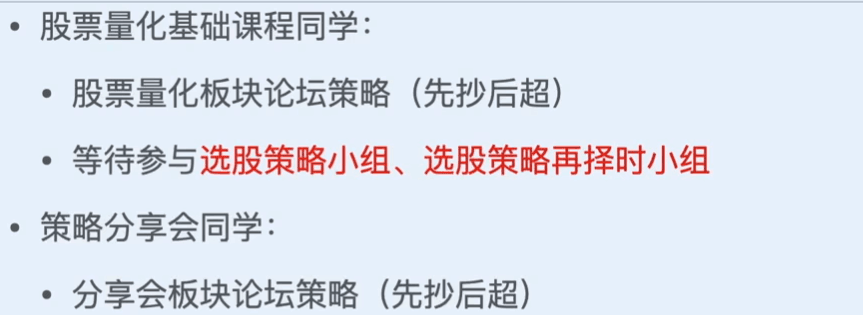 • 股票量化基础课程同学：
• 股票量化板块论坛策略（先抄后超）
• 等待参与选股策略小组、选股策略再择时小组
• 策略分享会同学：
• 分享会板块论坛策略（先抄后超）